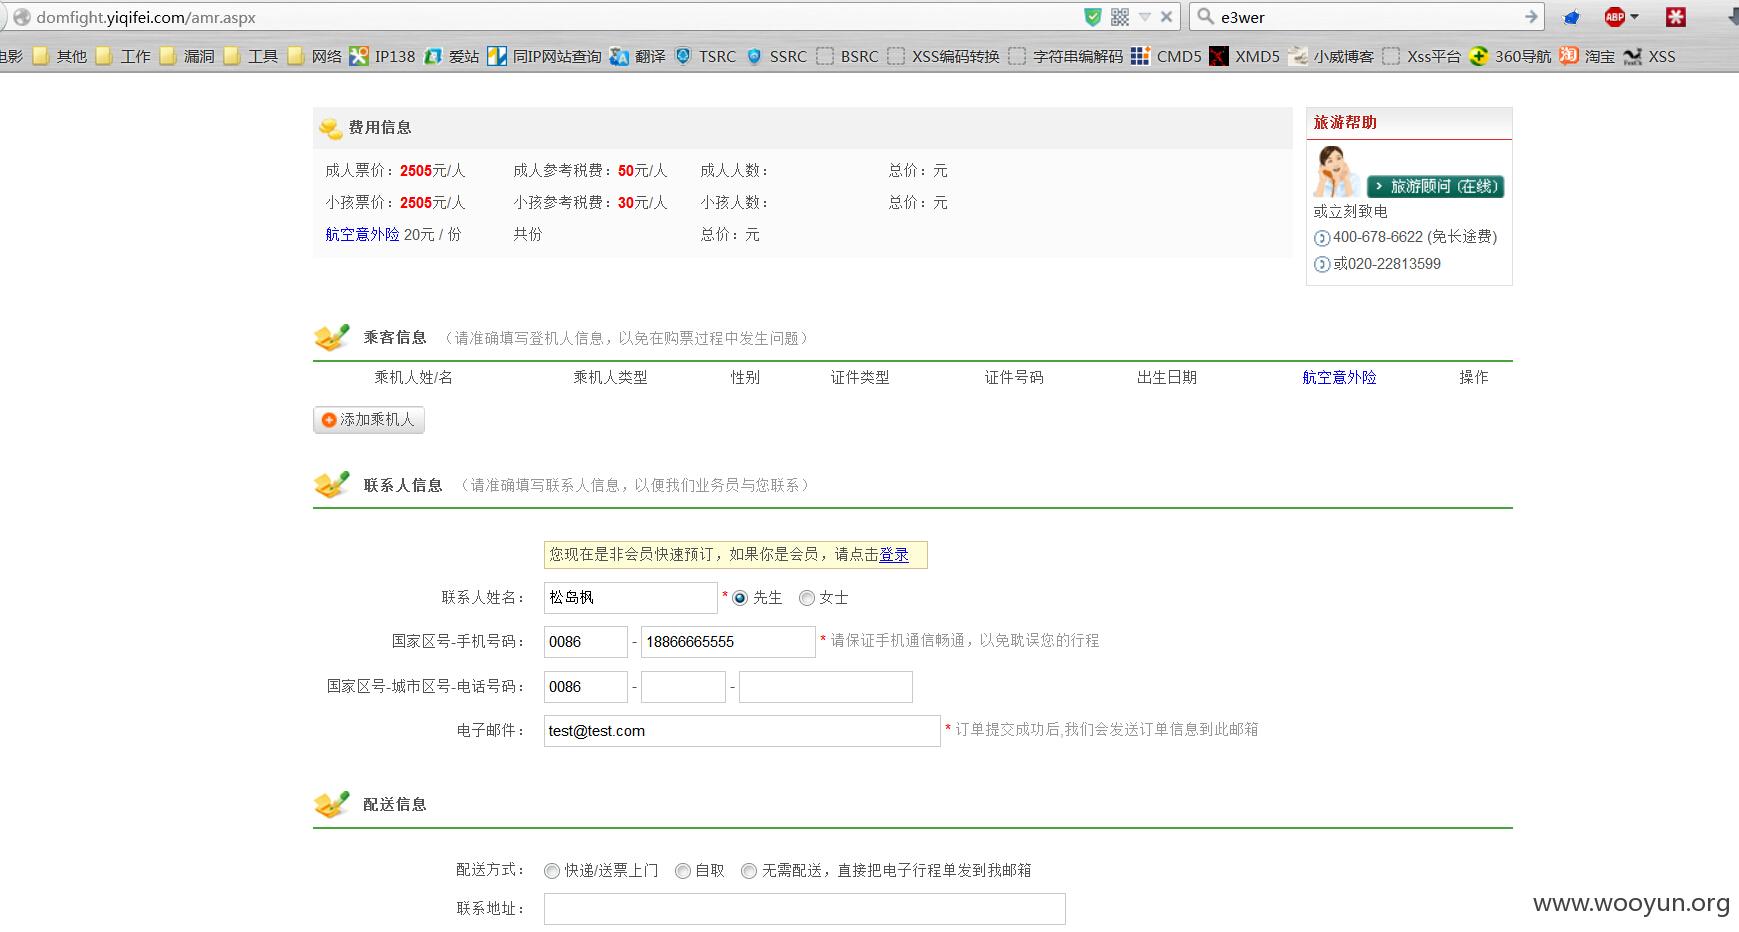 domfight.yiqifei.com/amr.aspx
e3wer
ABP
电影 其他 工作 漏洞 工具 网络 IP138 爱站 同IP网站查询 翻译 TSRC SSRC BSRC XSS编码转换 字符串编解码 CMD5 XMD5 小威博客 Xss平台 360导航 淘宝 XSS
费用信息
成人票价：2505元/人 成人参考税费：50元/人 成人人数： 总价：元
小孩票价：2505元/人 小孩参考税费：30元/人 小孩人数： 总价：元
航空意外险 20元 / 份 共份 总价：元
旅游帮助
旅游顾问 (在线)
或立刻致电
400-678-6622 (免长途费)
或020-22813599
乘客信息 （请准确填写登机人信息，以免在购票过程中发生问题）
乘机人姓/名 乘机人类型 性别 证件类型 证件号码 出生日期 航空意外险 操作
添加乘机人
联系人信息 （请准确填写联系人信息，以便我们业务员与您联系）
您现在是非会员快速预订，如果你是会员，请点击登录
联系人姓名： 松岛枫 * 先生 女士
国家区号-手机号码： 0086 - 18866665555 * 请保证手机通信畅通，以免耽误您的行程
国家区号-城市区号-电话号码： 0086 - -
电子邮件： test@test.com * 订单提交成功后,我们会发送订单信息到此邮箱
配送信息
配送方式： 快递/送票上门 自取 无需配送，直接把电子行程单发到我邮箱
联系地址：
www.wooyun.org